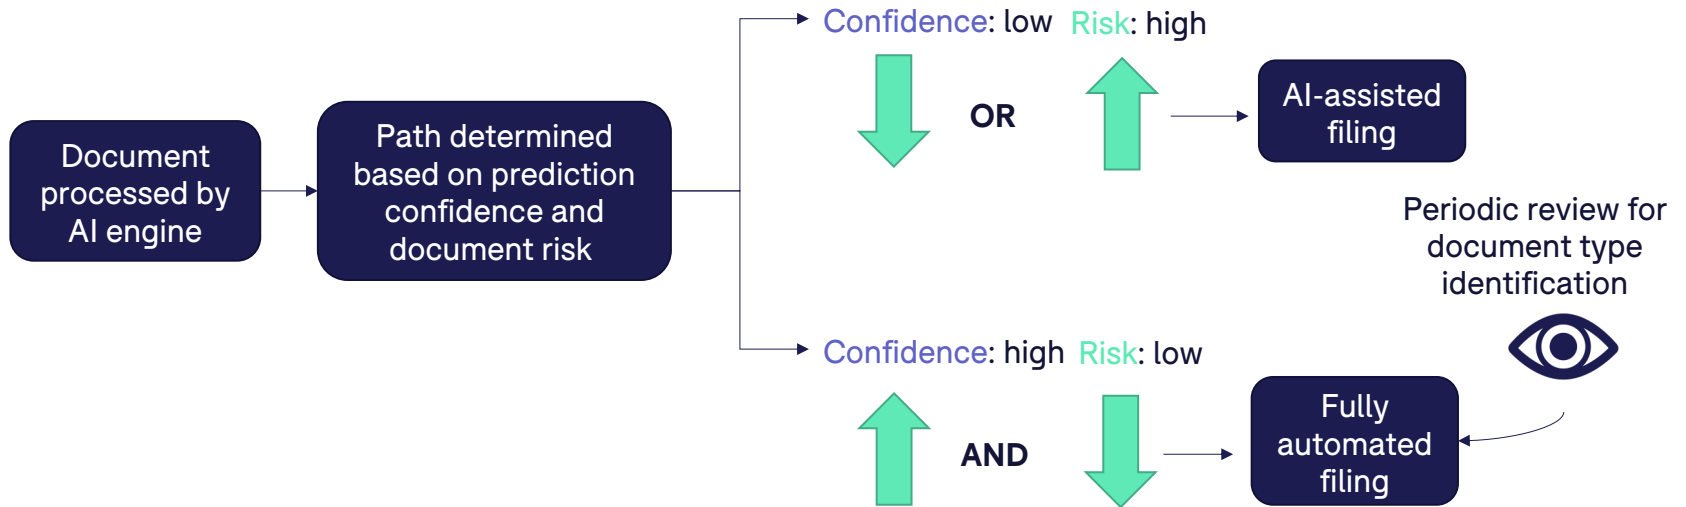 Document
processed by
AI engine
Path determined
based on prediction
confidence and
document risk
Confidence: low Risk: high
OR
AI-assisted
filing
Periodic review for
document type
identification
Confidence: high Risk: low
AND
Fully
automated
filing